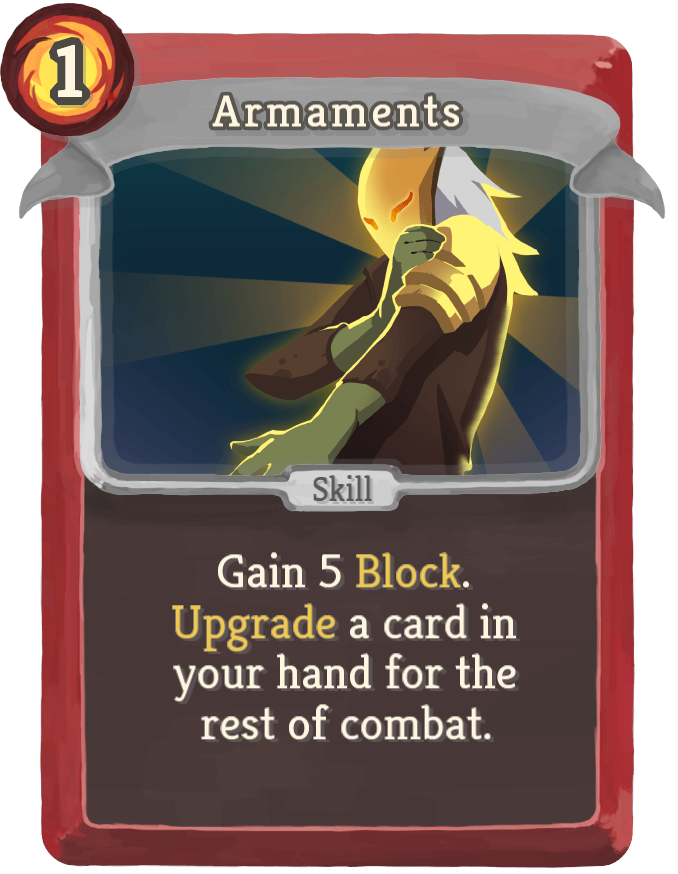 1
Armaments
Skill
Gain 5 Block.
Upgrade a card in
your hand for the
rest of combat.